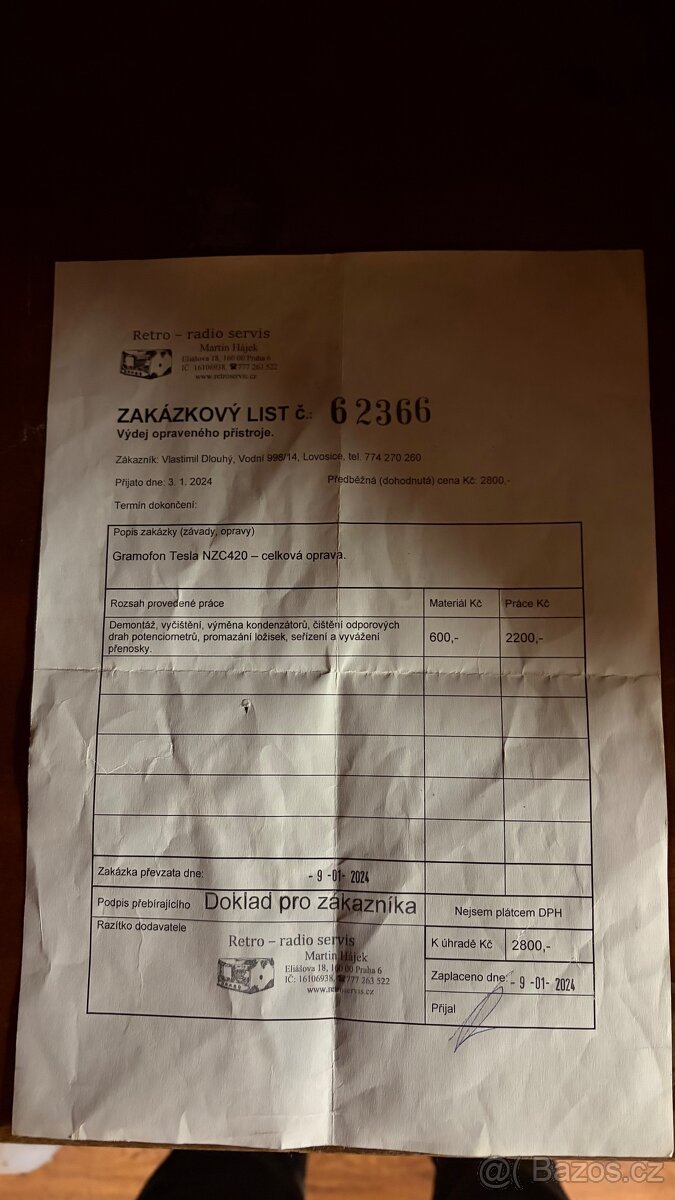 Retro – radio servis
Martin Hájek
Eliášova 18, 160 00 Praha 6
IČ: 16106938, ☎777 263 522
www.retroservis.cz
ZAKÁZKOVÝ LIST č.: 62366
Výdej opraveného přístroje.
Zákazník: Vlastimil Dlouhý, Vodní 998/14, Lovosice, tel. 774 270 260
Přijato dne: 3. 1. 2024 Předběžná (dohodnutá) cena Kč: 2800,-
Termín dokončení:
Popis zakázky (závady, opravy)
Gramofon Tesla NZC420 – celková oprava.
Rozsah provedené práce Materiál Kč Práce Kč
Demontáž, vyčištění, výměna kondenzátorů, čištění odporových
drah potenciometrů, promazání ložisek, seřízení a vyvážení
přenosky.
600,- 2200,-
Zakázka převzata dne: - 9 -01- 2024
Podpis přebírajícího Doklad pro zákazníka Nejsem plátcem DPH
Razítko dodavatele
Retro – radio servis
Martin Hájek
Eliášova 18, 160 00 Praha 6
IČ: 16106938, ☎777 263 522
www.retroservis.cz
K úhradě Kč 2800,-
Zaplaceno dne: - 9 -01- 2024
Přijal
@( Bazos.cz